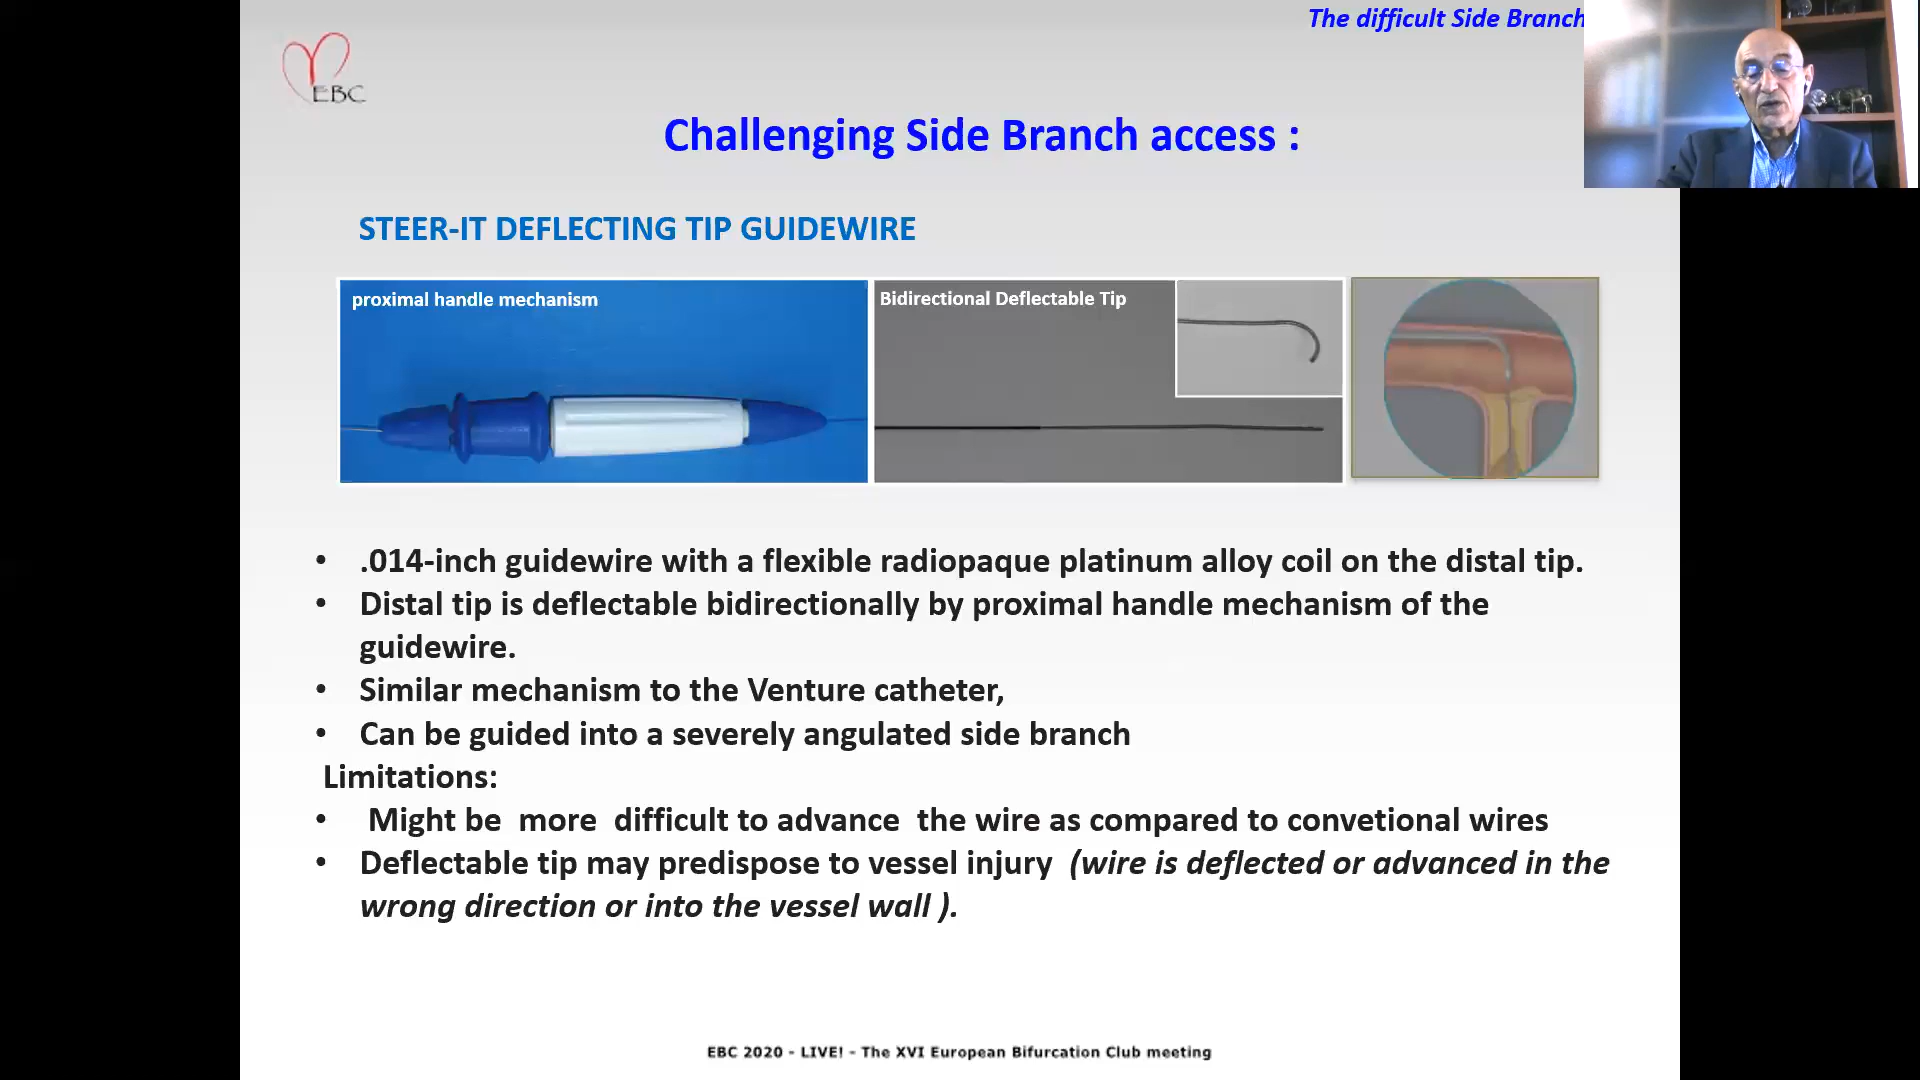 The difficult Side Branch
EBC
Challenging Side Branch access :
STEER-IT DEFLECTING TIP GUIDEWIRE
proximal handle mechanism
Bidirectional Deflectable Tip
• .014-inch guidewire with a flexible radiopaque platinum alloy coil on the distal tip.
• Distal tip is deflectable bidirectionally by proximal handle mechanism of the
guidewire.
• Similar mechanism to the Venture catheter,
• Can be guided into a severely angulated side branch
Limitations:
• Might be more difficult to advance the wire as compared to convetional wires
• Deflectable tip may predispose to vessel injury (wire is deflected or advanced in the
wrong direction or into the vessel wall ).
EBC 2020 - LIVE! - The XVI European Bifurcation Club meeting